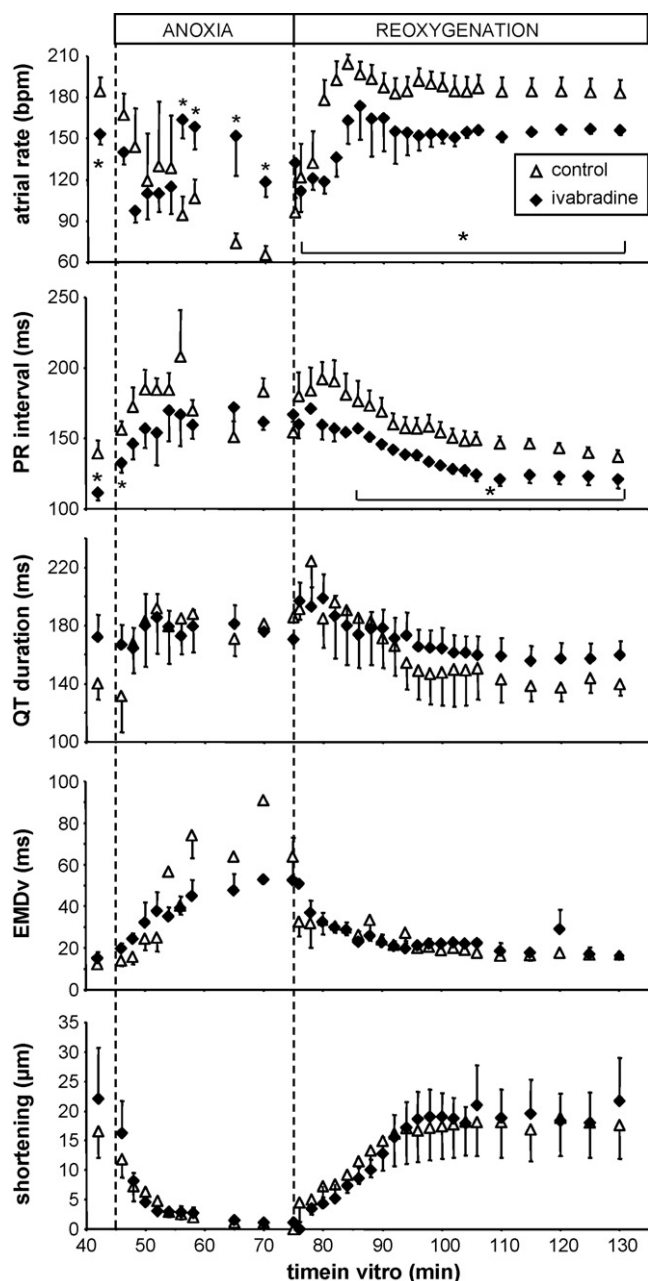 ANOXIA REOXYGENATION
210
180
150
120
90
60
atrial rate (bpm)
* * * * * *
control
ivabradine
*
250
200
150
100
PR interval (ms)
* *
*
220
180
140
100
QT duration (ms)
100
80
60
40
20
0
EMDv (ms)
35
30
25
20
15
10
5
0
shortening (µm)
40 50 60 70 80 90 100 110 120 130
timein vitro (min)